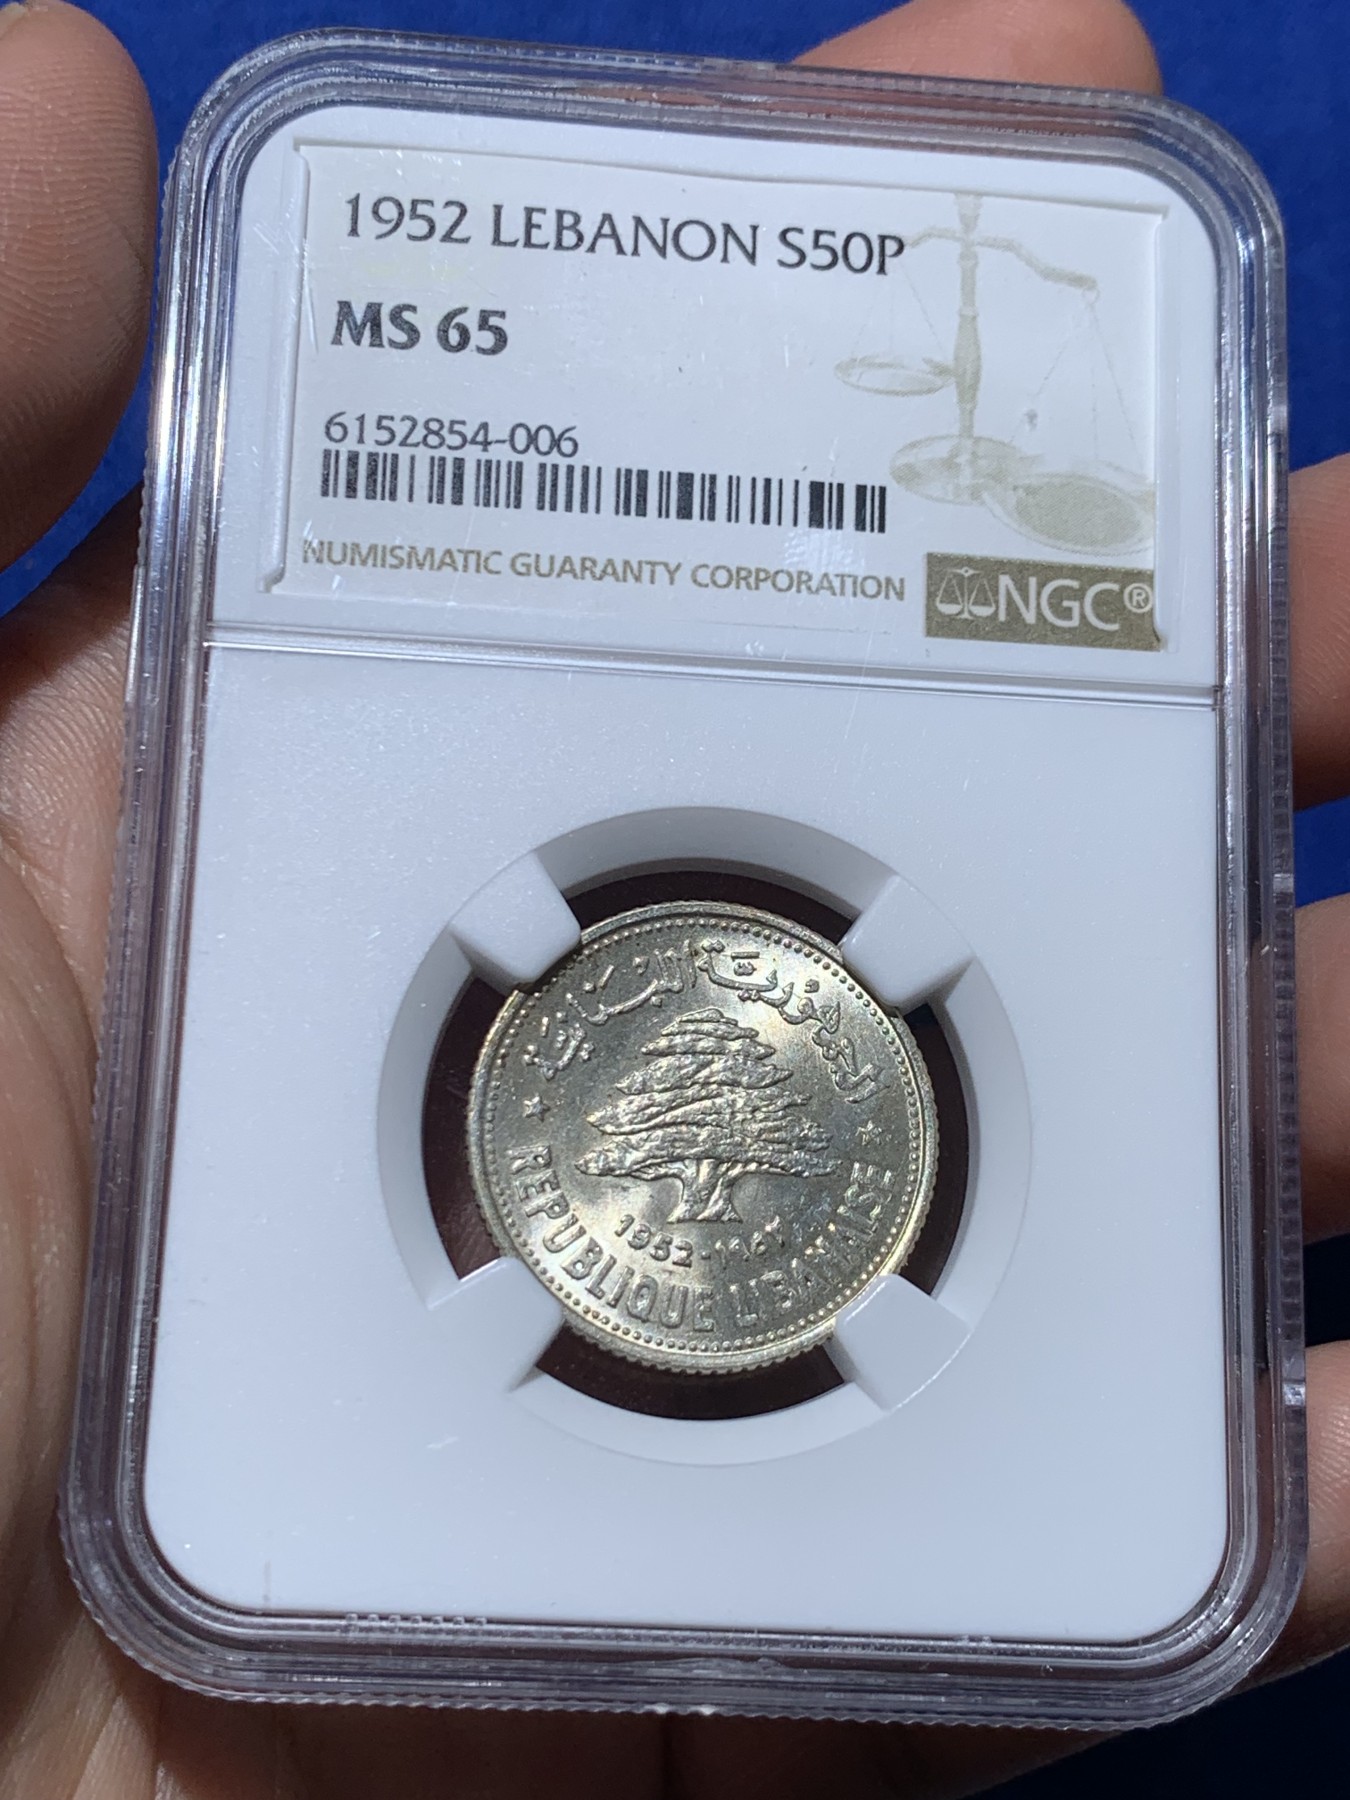 1952 LEBANON S50P
MS 65
6152854-006
NUMISMATIC GUARANTY CORPORATION
NGC®
الجمهورية اللبنانية
1952 · ١٩٥٢
REPUBLIQUE LIBANAISE